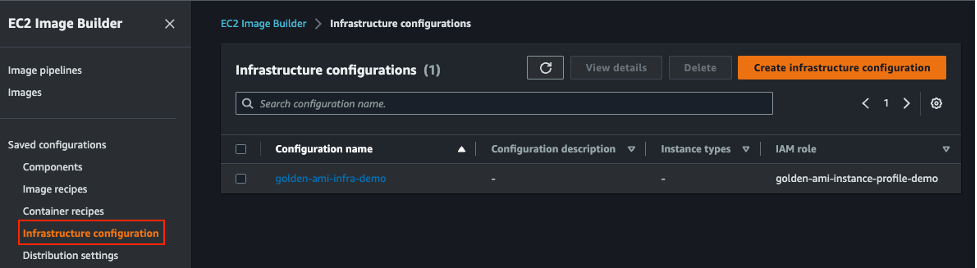 EC2 Image Builder
Image pipelines
Images
Saved configurations
Components
Image recipes
Container recipes
Infrastructure configuration
Distribution settings
EC2 Image Builder > Infrastructure configurations
Infrastructure configurations (1)
View details
Delete
Create infrastructure configuration
Search configuration name.
1
Configuration name Configuration description Instance types IAM role
golden-ami-infra-demo - - golden-ami-instance-profile-demo